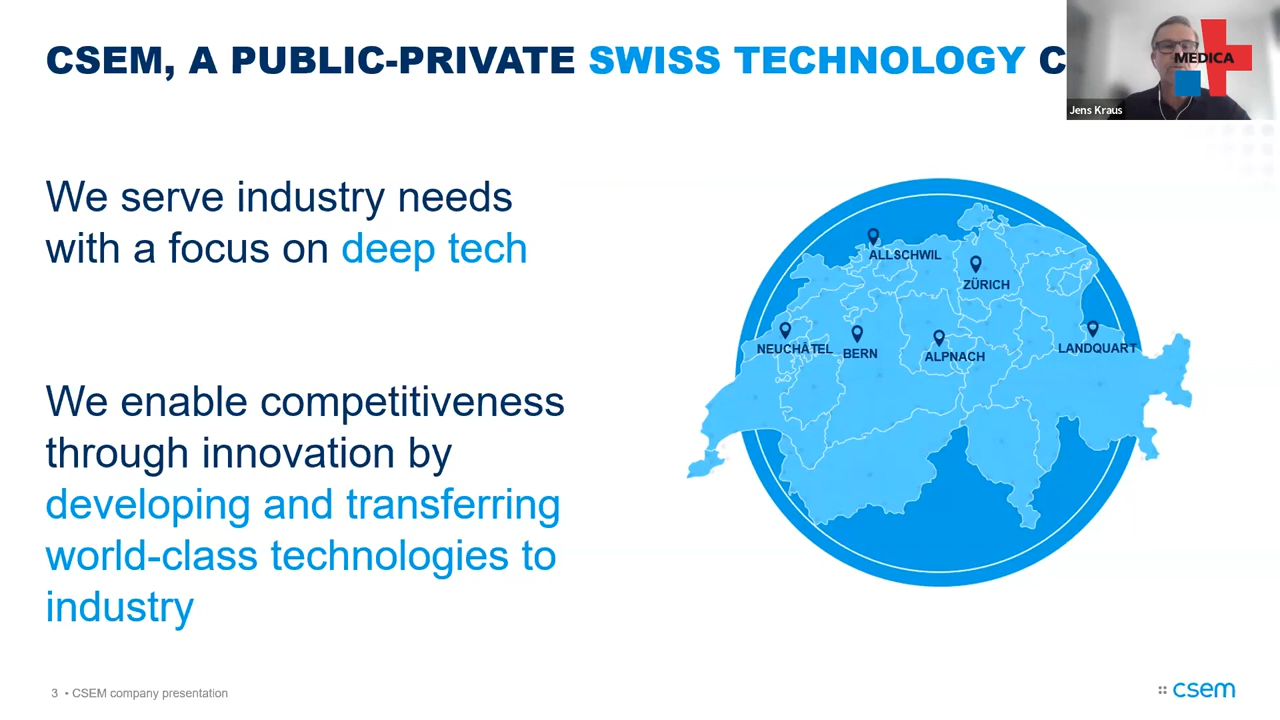 CSEM, A PUBLIC-PRIVATE SWISS TECHNOLOGY C
MEDICA
Jens Kraus
We serve industry needs
with a focus on deep tech
We enable competitiveness
through innovation by
developing and transferring
world-class technologies to
industry
ALLSCHWIL
ZÜRICH
NEUCHÂTEL
BERN
ALPNACH
LANDQUART
3 • CSEM company presentation
csem